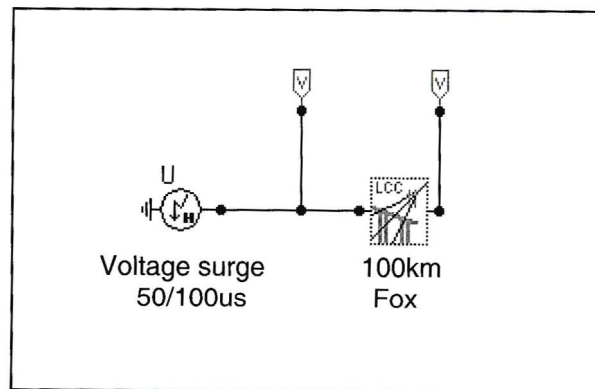 V
V
U
H
LCC
Voltage surge
50/100us
100km
Fox